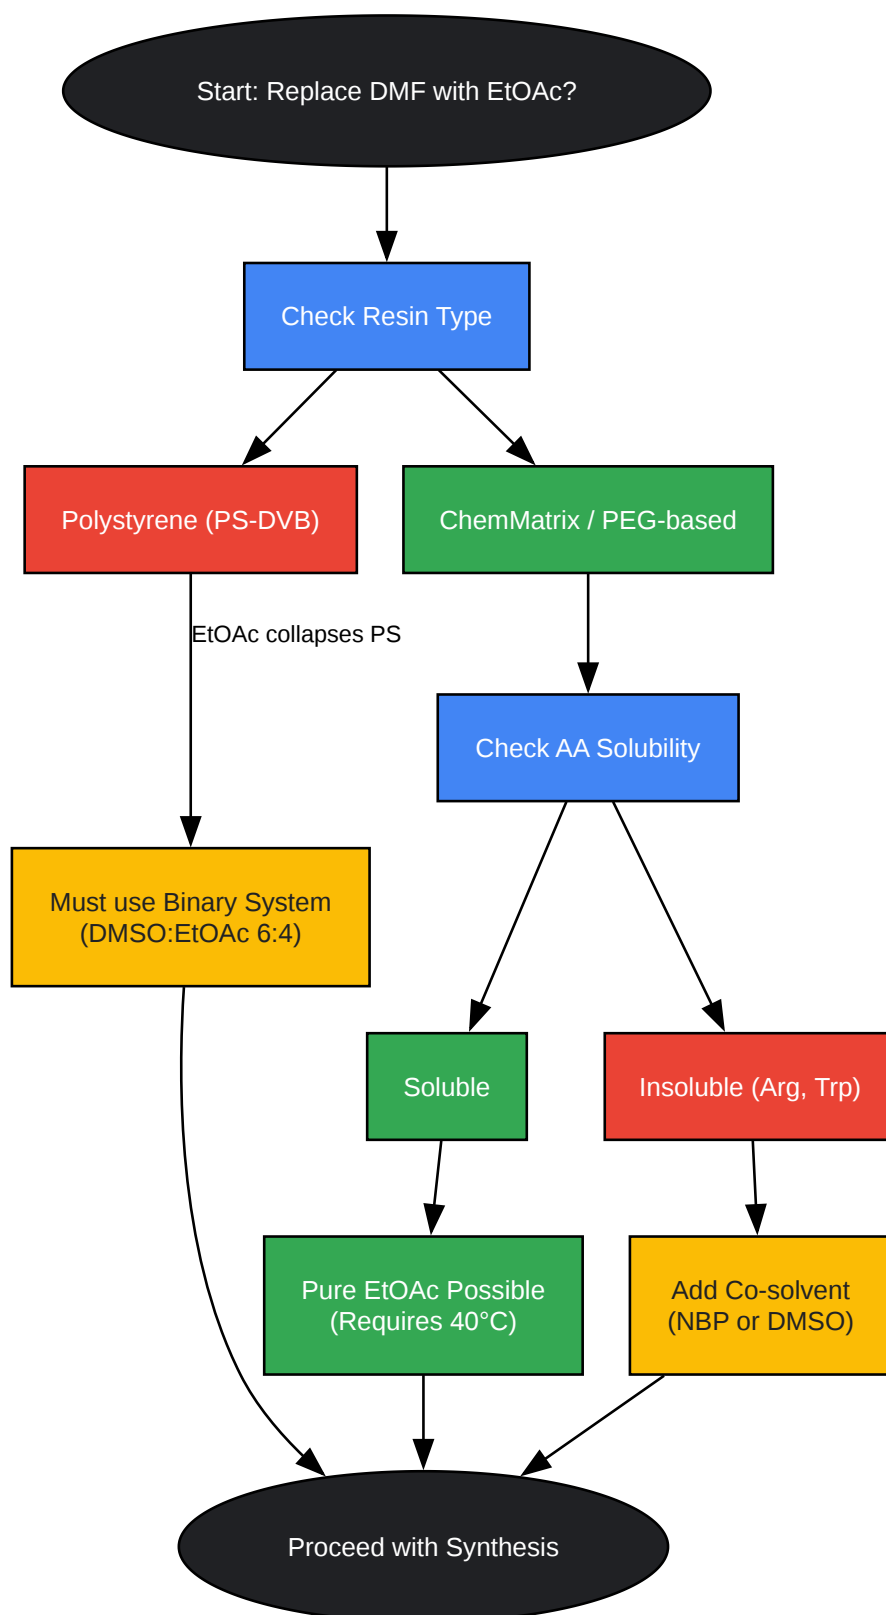 Start: Replace DMF with EtOAc?
Check Resin Type
Polystyrene (PS-DVB)
ChemMatrix / PEG-based
EtOAc collapses PS
Check AA Solubility
Must use Binary System
(DMSO:EtOAc 6:4)
Soluble
Insoluble (Arg, Trp)
Pure EtOAc Possible
(Requires 40°C)
Add Co-solvent
(NBP or DMSO)
Proceed with Synthesis